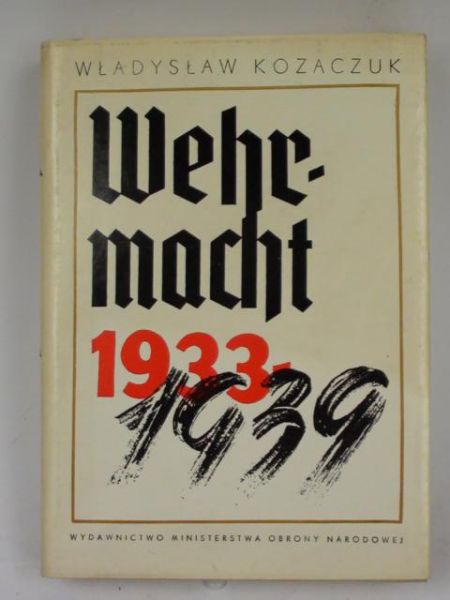 WŁADYSŁAW KOZACZUK
Wehr-
macht
1933-
1939
WYDAWNICTWO MINISTERSTWA OBRONY NARODOWEJ